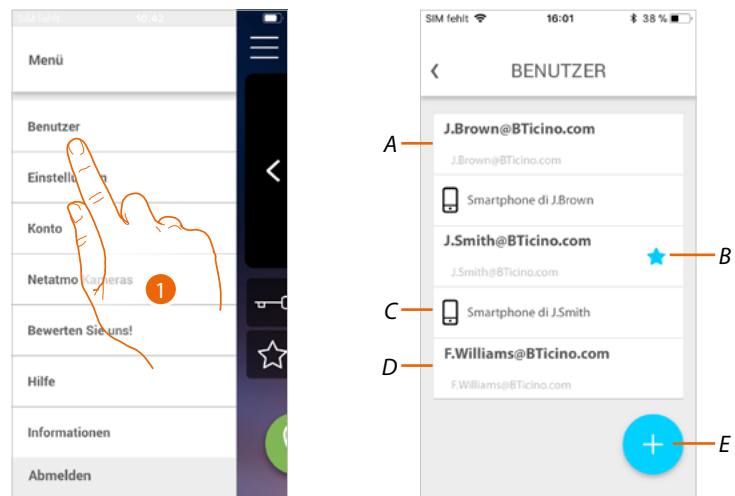 SIM fehlt 10:42
Menü
Benutzer
Einstellungen
Konto
Netatmo Kameras
Bewerten Sie uns!
Hilfe
Informationen
Abmelden
1
SIM fehlt 16:01 38 %
BENUTZER
A
J.Brown@BTicino.com
J.Brown@BTicino.com
Smartphone di J.Brown
J.Smith@BTicino.com
B
J.Smith@BTicino.com
C
Smartphone di J.Smith
D
F.Williams@BTicino.com
F.Williams@BTicino.com
+
E